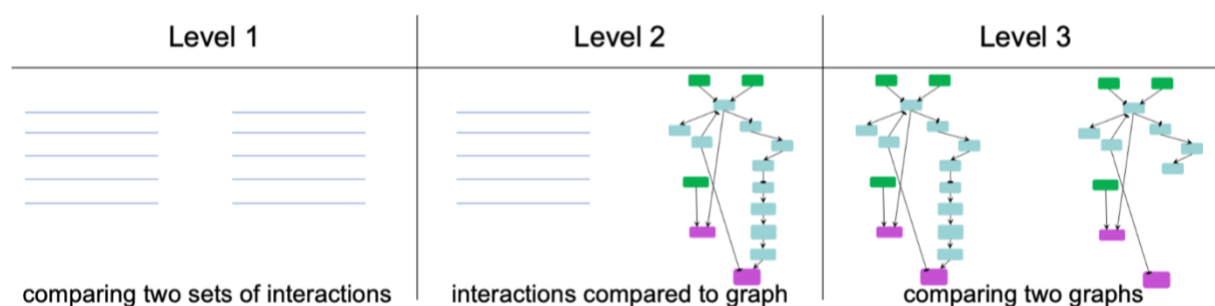 Level 1
Level 2
Level 3
comparing two sets of interactions
interactions compared to graph
comparing two graphs